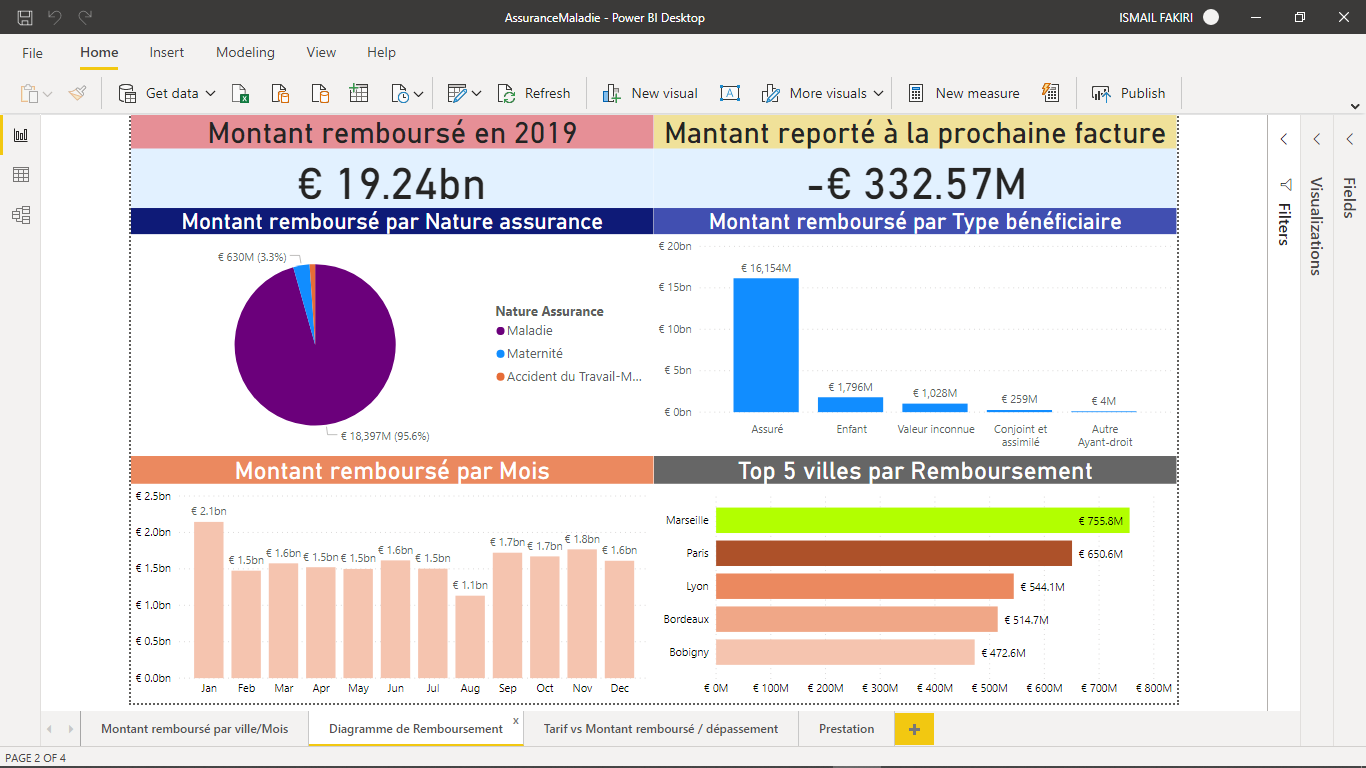 AssuranceMaladie - Power BI Desktop
ISMAIL FAKIRI
File Home Insert Modeling View Help
Get data Refresh New visual A More visuals New measure Publish
Montant remboursé en 2019
€ 19.24bn
Mantant reporté à la prochaine facture
-€ 332.57M
Montant remboursé par Nature assurance
€ 630M (3.3%)
€ 18,397M (95.6%)
Nature Assurance
Maladie
Maternité
Accident du Travail-M...
Montant remboursé par Type bénéficiaire
€ 20bn
€ 15bn
€ 10bn
€ 5bn
€ 0bn
€ 16,154M
€ 1,796M
€ 1,028M
€ 259M
€ 4M
Assuré Enfant Valeur inconnue Conjoint et Autre
assimilé Ayant-droit
Montant remboursé par Mois
€ 2.5bn
€ 2.0bn
€ 1.5bn
€ 1.0bn
€ 0.5bn
€ 0.0bn
€ 2.1bn € 1.5bn € 1.6bn € 1.5bn € 1.5bn € 1.6bn € 1.5bn € 1.1bn € 1.7bn € 1.7bn € 1.8bn € 1.6bn
Jan Feb Mar Apr May Jun Jul Aug Sep Oct Nov Dec
Top 5 villes par Remboursement
Marseille € 755.8M
Paris € 650.6M
Lyon € 544.1M
Bordeaux € 514.7M
Bobigny € 472.6M
€ 0M € 100M € 200M € 300M € 400M € 500M € 600M € 700M € 800M
Filters
Visualizations
Fields
Montant remboursé par ville/Mois Diagramme de Remboursement x Tarif vs Montant remboursé / dépassement Prestation +
PAGE 2 OF 4